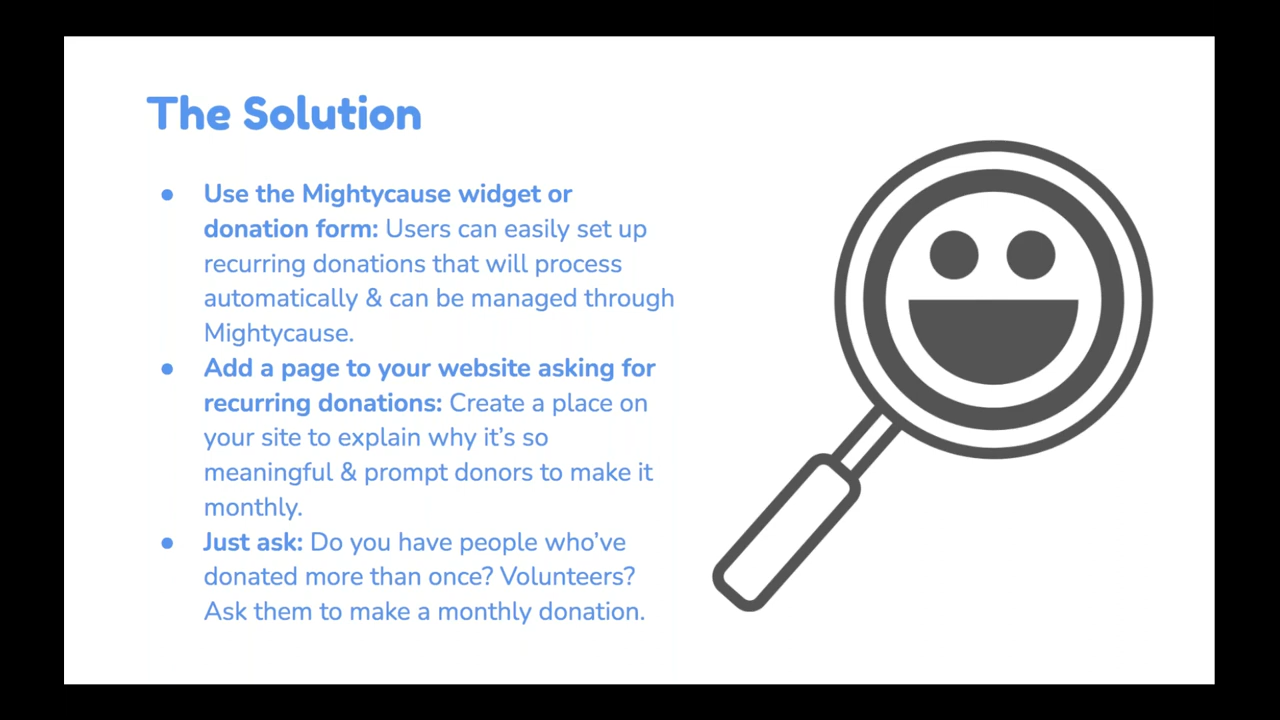 The Solution
● Use the Mightycause widget or
donation form: Users can easily set up
recurring donations that will process
automatically & can be managed through
Mightycause.
● Add a page to your website asking for
recurring donations: Create a place on
your site to explain why it's so
meaningful & prompt donors to make it
monthly.
● Just ask: Do you have people who've
donated more than once? Volunteers?
Ask them to make a monthly donation.